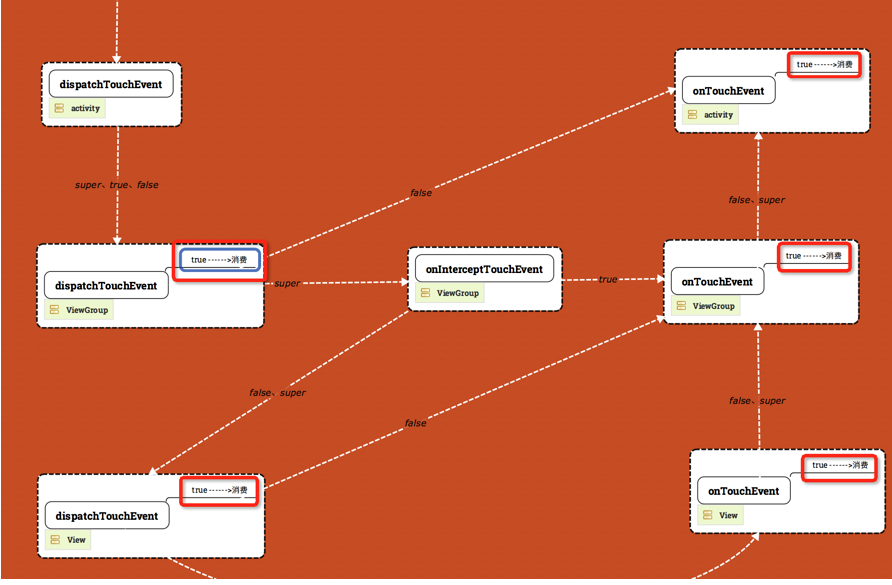 dispatchTouchEvent
activity
true ------>消费
onTouchEvent
activity
super、true、false
false
false、super
true ------>消费
dispatchTouchEvent
ViewGroup
super
onInterceptTouchEvent
ViewGroup
true
true ------>消费
onTouchEvent
ViewGroup
false、super
false
false、super
true ------>消费
dispatchTouchEvent
View
true ------>消费
onTouchEvent
View